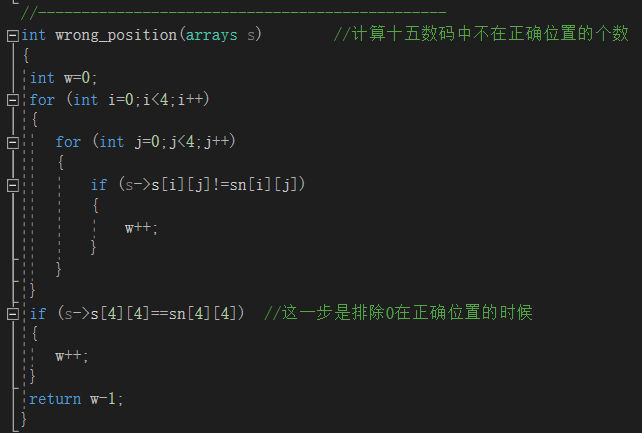 //-----------------------------------------------
int wrong_position(arrays s)        //计算十五数码中不在正确位置的个数
{
int w=0;
for (int i=0;i<4;i++)
{
for (int j=0;j<4;j++)
{
if (s->s[i][j]!=sn[i][j])
{
w++;
}
}
}
if (s->s[4][4]==sn[4][4])  //这一步是排除0在正确位置的时候
{
w++;
}
return w-1;
}